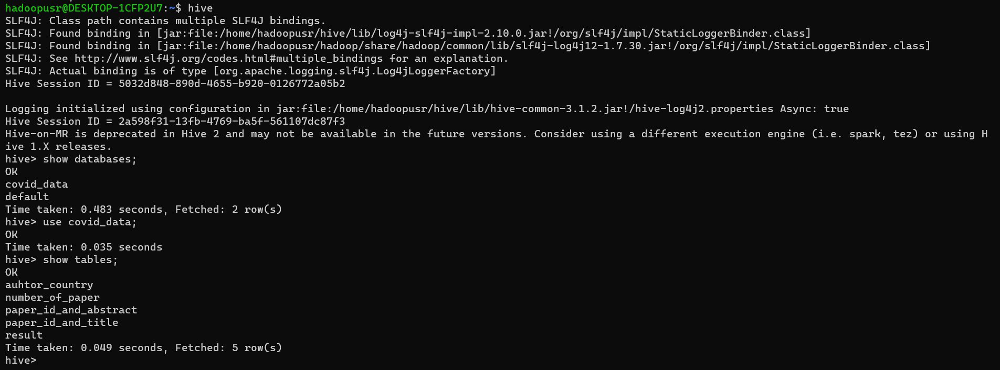 hadoopusr@DESKTOP-1CFP2U7:~$ hive
SLF4J: Class path contains multiple SLF4J bindings.
SLF4J: Found binding in [jar:file:/home/hadoopusr/hive/lib/log4j-slf4j-impl-2.10.0.jar!/org/slf4j/impl/StaticLoggerBinder.class]
SLF4J: Found binding in [jar:file:/home/hadoopusr/hadoop/share/hadoop/common/lib/slf4j-log4j12-1.7.30.jar!/org/slf4j/impl/StaticLoggerBinder.class]
SLF4J: See http://www.slf4j.org/codes.html#multiple_bindings for an explanation.
SLF4J: Actual binding is of type [org.apache.logging.slf4j.Log4jLoggerFactory]
Hive Session ID = 5032d848-890d-4655-b920-0126772a05b2

Logging initialized using configuration in jar:file:/home/hadoopusr/hive/lib/hive-common-3.1.2.jar!/hive-log4j2.properties Async: true
Hive Session ID = 2a598f31-13fb-4769-ba5f-561107dc87f3
Hive-on-MR is deprecated in Hive 2 and may not be available in the future versions. Consider using a different execution engine (i.e. spark, tez) or using H
ive 1.X releases.
hive> show databases;
OK
covid_data
default
Time taken: 0.483 seconds, Fetched: 2 row(s)
hive> use covid_data;
OK
Time taken: 0.035 seconds
hive> show tables;
OK
auhtor_country
number_of_paper
paper_id_and_abstract
paper_id_and_title
result
Time taken: 0.049 seconds, Fetched: 5 row(s)
hive>